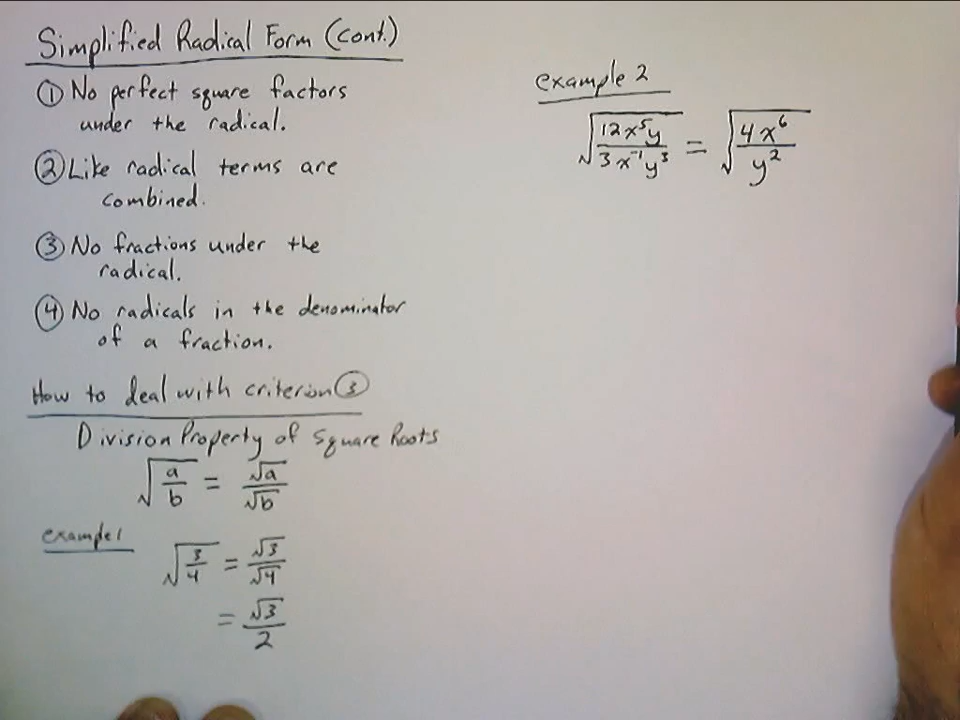 Simplified Radical Form (cont.)
① No perfect square factors
under the radical.
② Like radical terms are
combined.
③ No fractions under the
radical.
④ No radicals in the denominator
of a fraction.
How to deal with criterion ③
Division Property of Square Roots
√(a/b) = √a/√b
example 1
√(3/4) = √3/√4
= √3/2
example 2
√(12x⁵y/3x⁻¹y³) = √(4x⁶/y²)